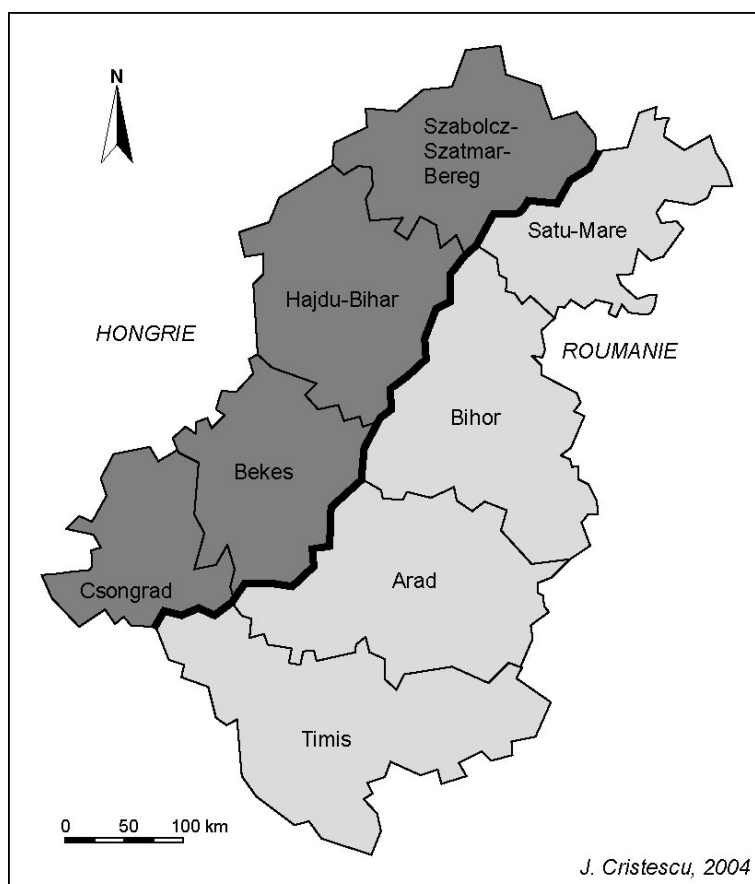 N
Szabolcz-
Szatmar-
Bereg
Satu-Mare
Hajdu-Bihar
HONGRIE
ROUMANIE
Bihor
Bekes
Arad
Csongrad
Timis
0 50 100 km
J. Cristescu, 2004